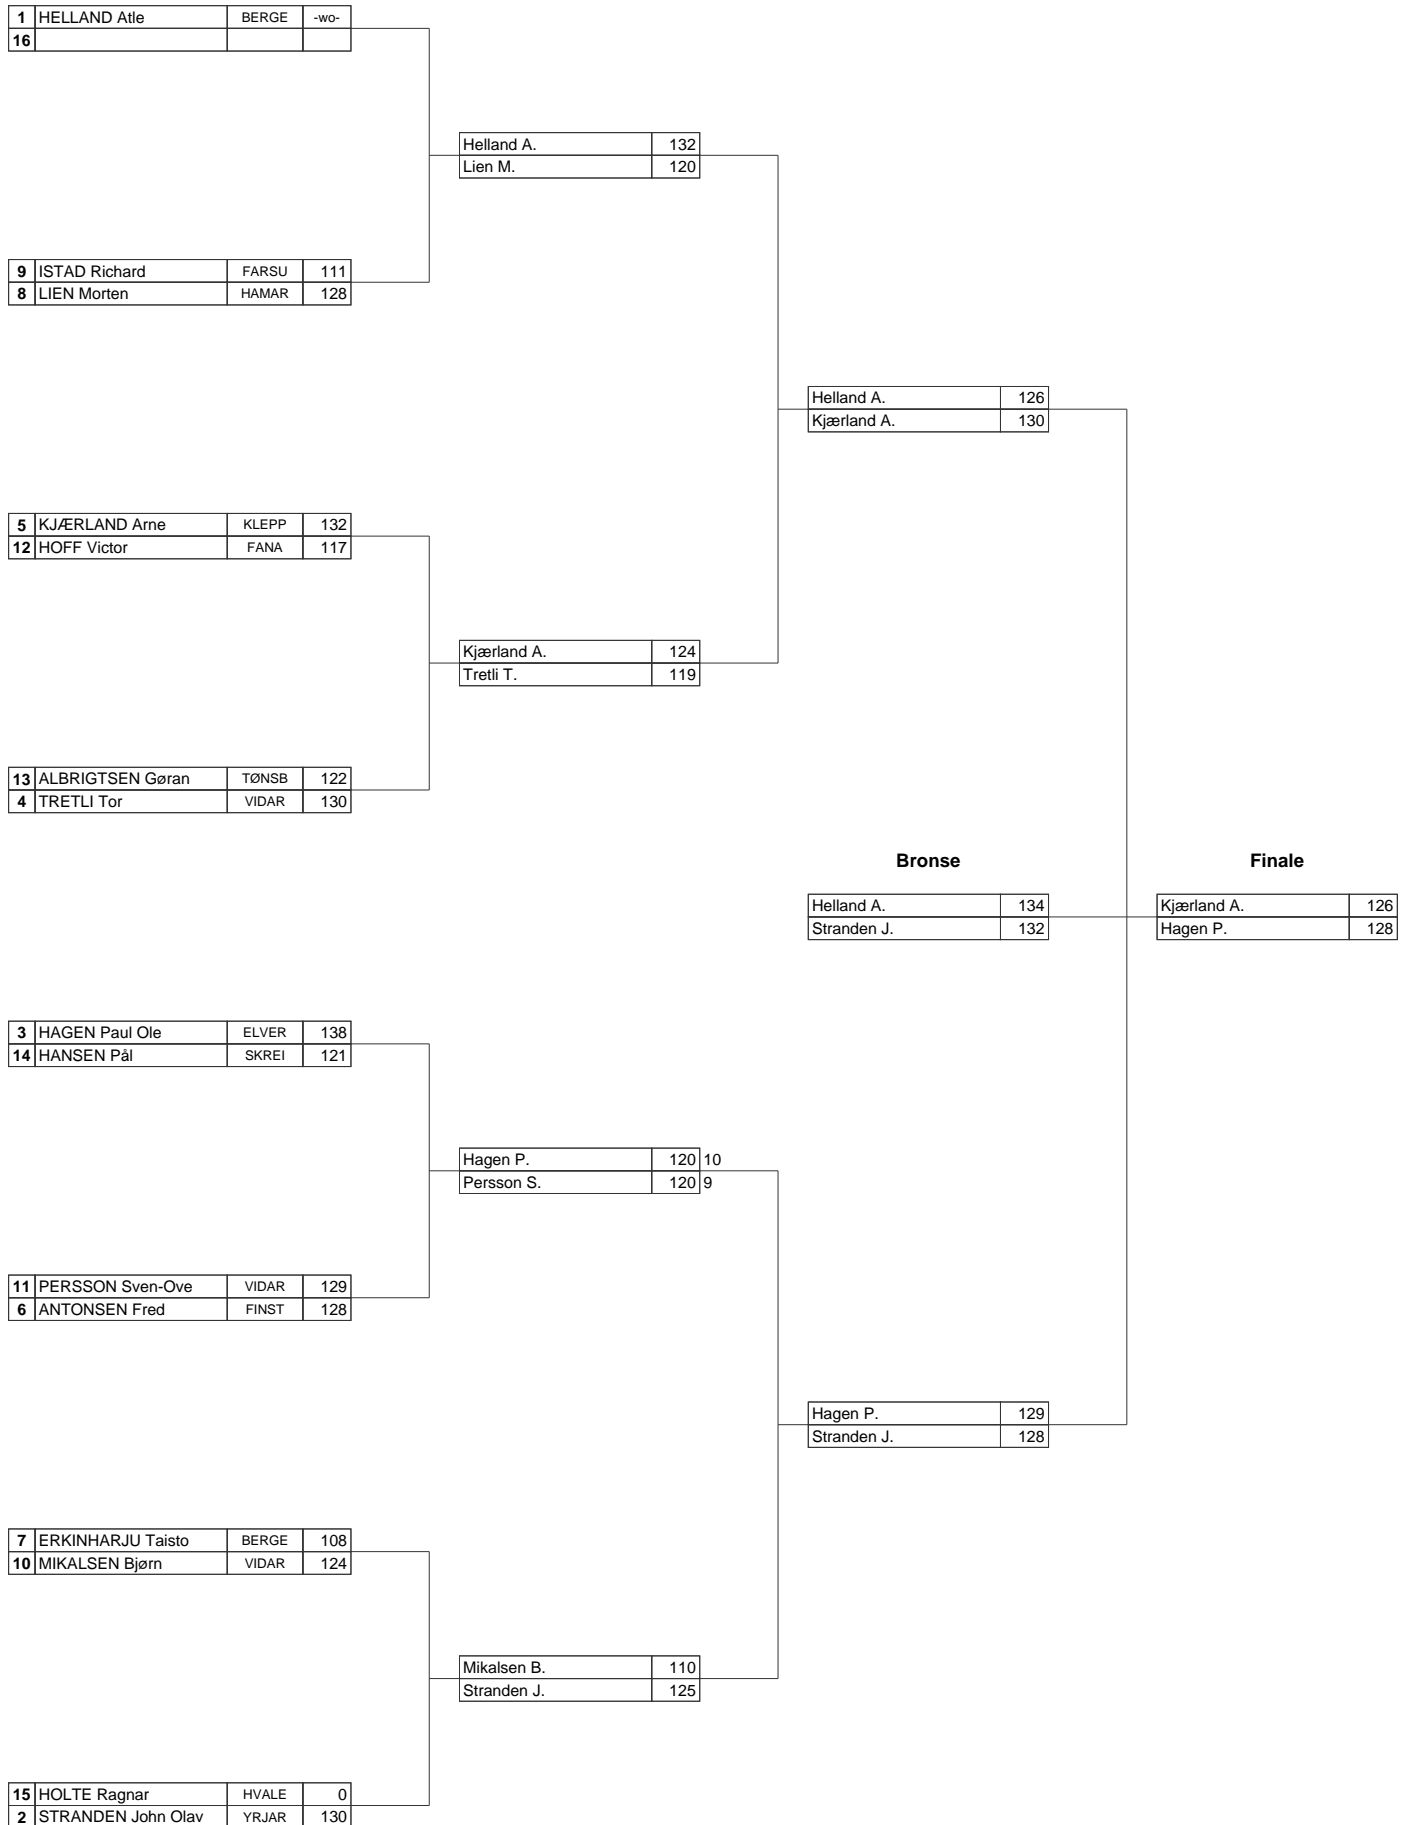 1 HELLAND Atle BERGE -wo-
16
Helland A. 132
Lien M. 120
9 ISTAD Richard FARSU 111
8 LIEN Morten HAMAR 128
Helland A. 126
Kjærland A. 130
5 KJÆRLAND Arne KLEPP 132
12 HOFF Victor FANA 117
Kjærland A. 124
Tretli T. 119
13 ALBRIGTSEN Gøran TØNSB 122
4 TRETLI Tor VIDAR 130
Bronse Finale
Helland A. 134 Kjærland A. 126
Stranden J. 132 Hagen P. 128
3 HAGEN Paul Ole ELVER 138
14 HANSEN Pål SKREI 121
Hagen P. 120 10
Persson S. 120 9
11 PERSSON Sven-Ove VIDAR 129
6 ANTONSEN Fred FINST 128
Hagen P. 129
Stranden J. 128
7 ERKINHARJU Taisto BERGE 108
10 MIKALSEN Bjørn VIDAR 124
Mikalsen B. 110
Stranden J. 125
15 HOLTE Ragnar HVALE 0
2 STRANDEN John Olav YRJAR 130